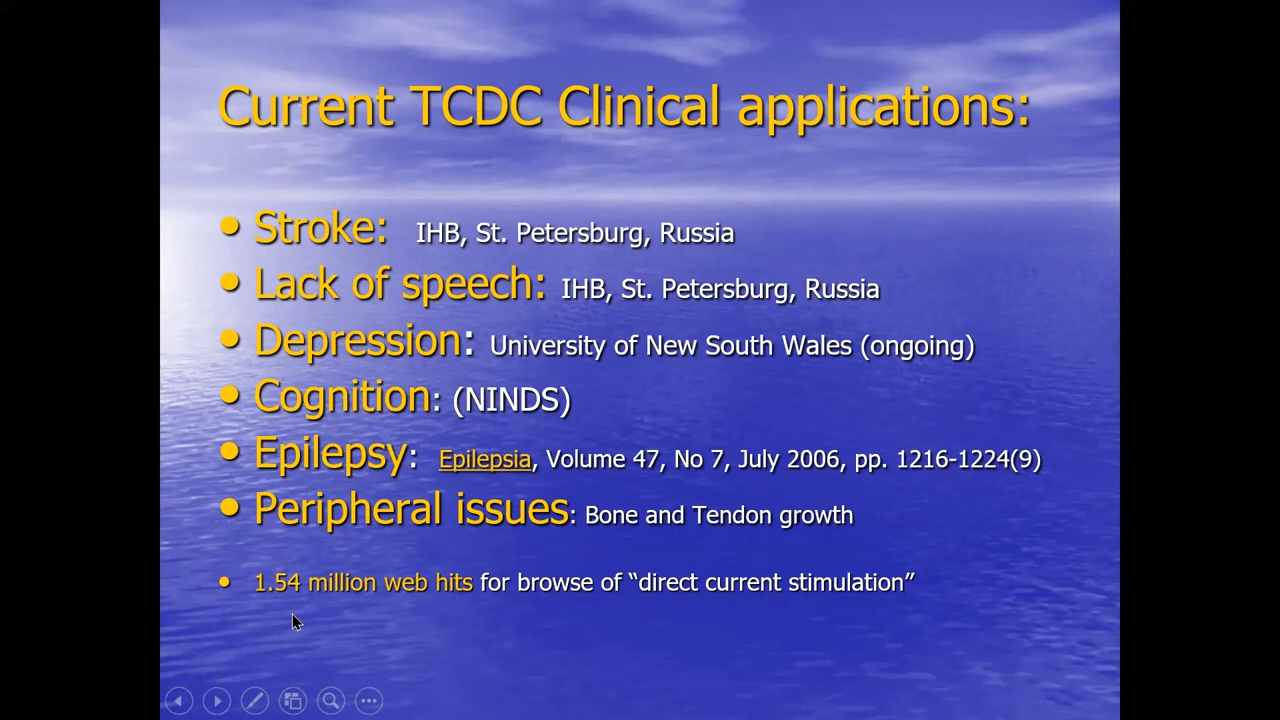 Current TCDC Clinical applications:
• Stroke: IHB, St. Petersburg, Russia
• Lack of speech: IHB, St. Petersburg, Russia
• Depression: University of New South Wales (ongoing)
• Cognition: (NINDS)
• Epilepsy: Epilepsia, Volume 47, No 7, July 2006, pp. 1216-1224(9)
• Peripheral issues: Bone and Tendon growth
• 1.54 million web hits for browse of “direct current stimulation”